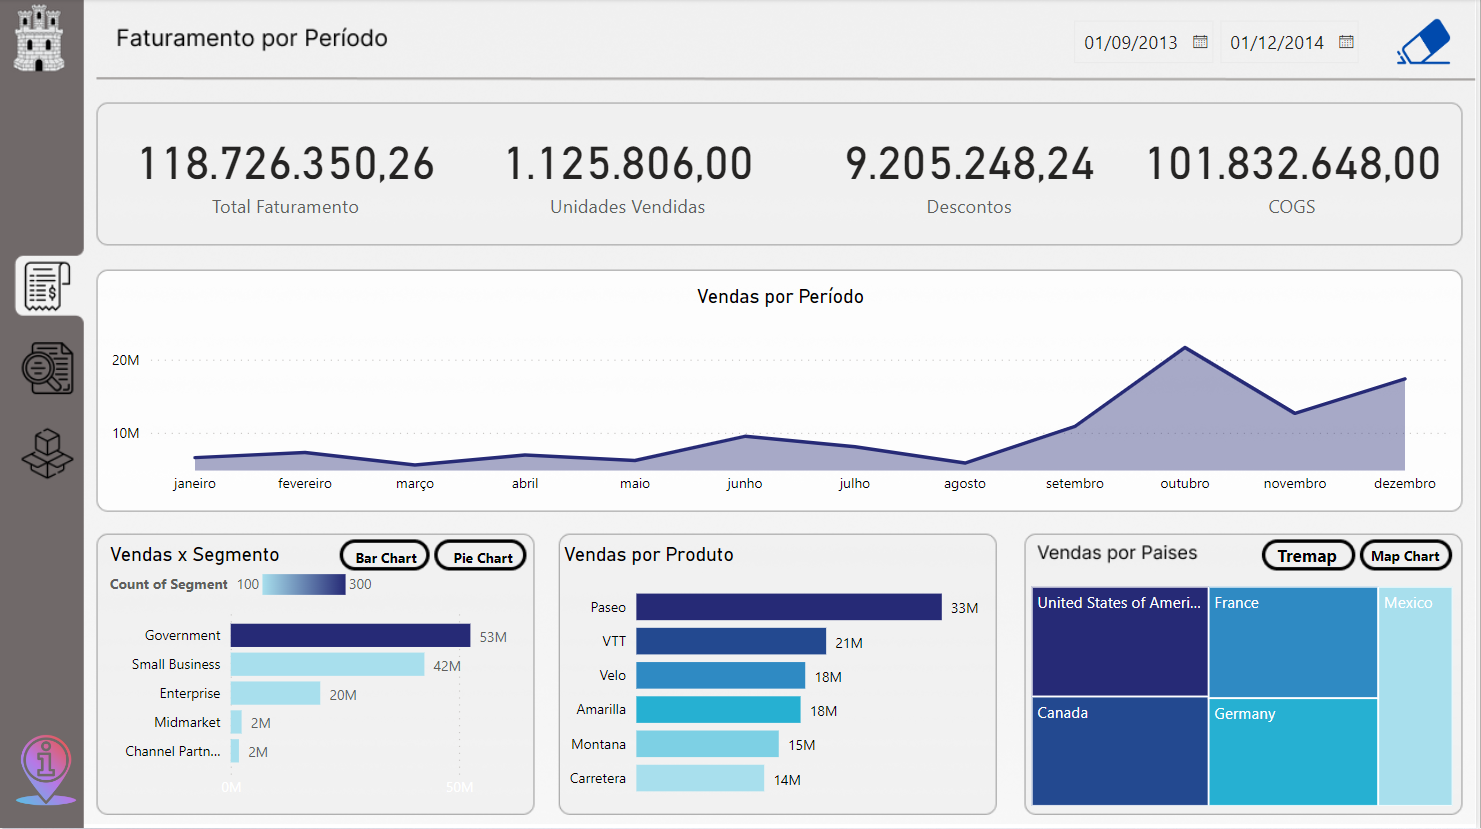 Faturamento por Período
01/09/2013
01/12/2014
118.726.350,26
Total Faturamento
1.125.806,00
Unidades Vendidas
9.205.248,24
Descontos
101.832.648,00
COGS
Vendas por Período
20M
10M
janeiro
fevereiro
março
abril
maio
junho
julho
agosto
setembro
outubro
novembro
dezembro
Vendas x Segmento
Bar Chart
Pie Chart
Count of Segment 100 300
Government 53M
Small Business 42M
Enterprise 20M
Midmarket 2M
Channel Partn... 2M
0M 50M
Vendas por Produto
Paseo 33M
VTT 21M
Velo 18M
Amarilla 18M
Montana 15M
Carretera 14M
Vendas por Paises
Tremap
Map Chart
United States of Ameri...
France
Mexico
Canada
Germany